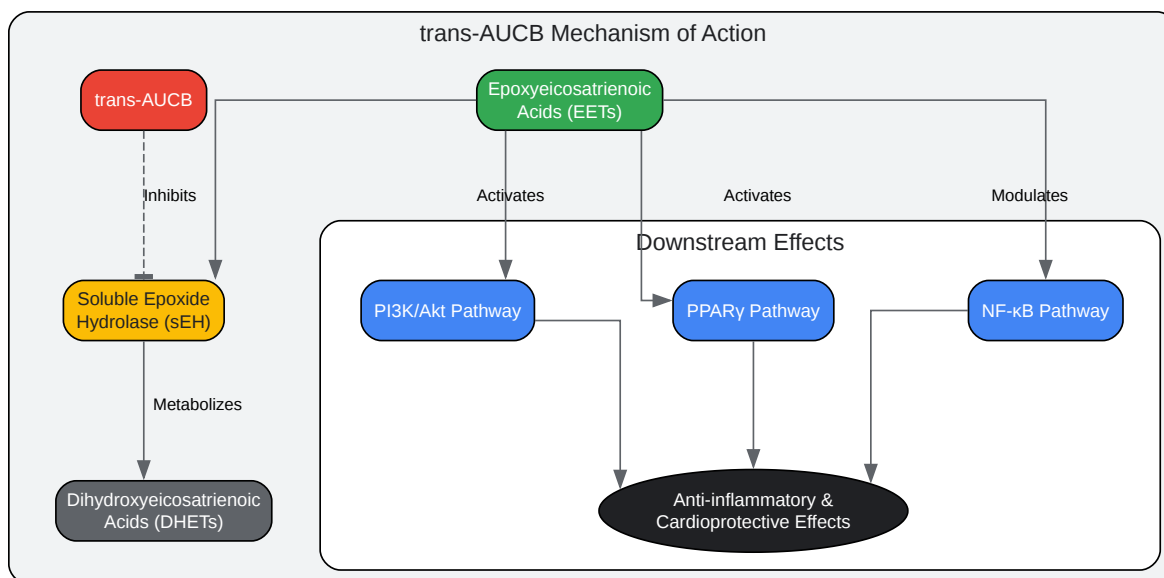 trans-AUCB Mechanism of Action
trans-AUCB
Epoxyeicosatrienoic
Acids (EETs)
Inhibits
Activates
Activates
Modulates
Downstream Effects
Soluble Epoxide
Hydrolase (sEH)
PI3K/Akt Pathway
PPARγ Pathway
NF-κB Pathway
Metabolizes
Dihydroxyeicosatrienoic
Acids (DHETs)
Anti-inflammatory &
Cardioprotective Effects